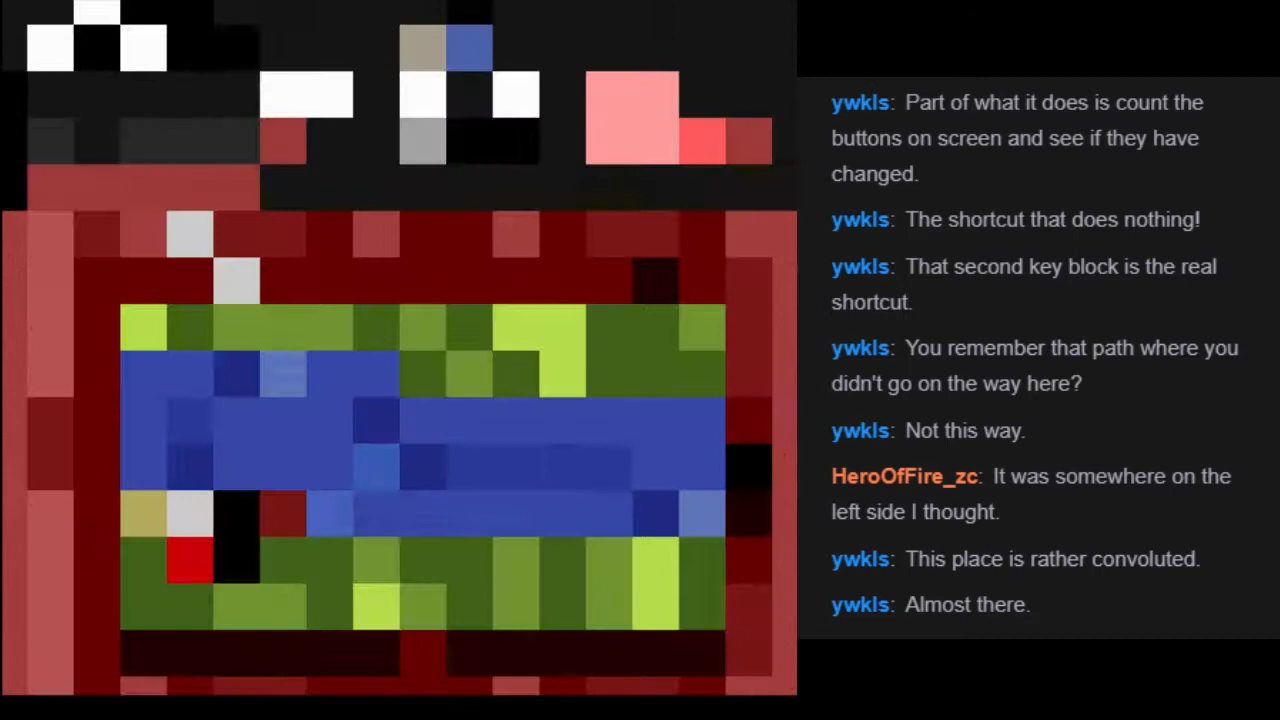 ywkls: Part of what it does is count the
buttons on screen and see if they have
changed.
ywkls: The shortcut that does nothing!
ywkls: That second key block is the real
shortcut.
ywkls: You remember that path where you
didn't go on the way here?
ywkls: Not this way.
HeroOfFire_zc: It was somewhere on the
left side I thought.
ywkls: This place is rather convoluted.
ywkls: Almost there.